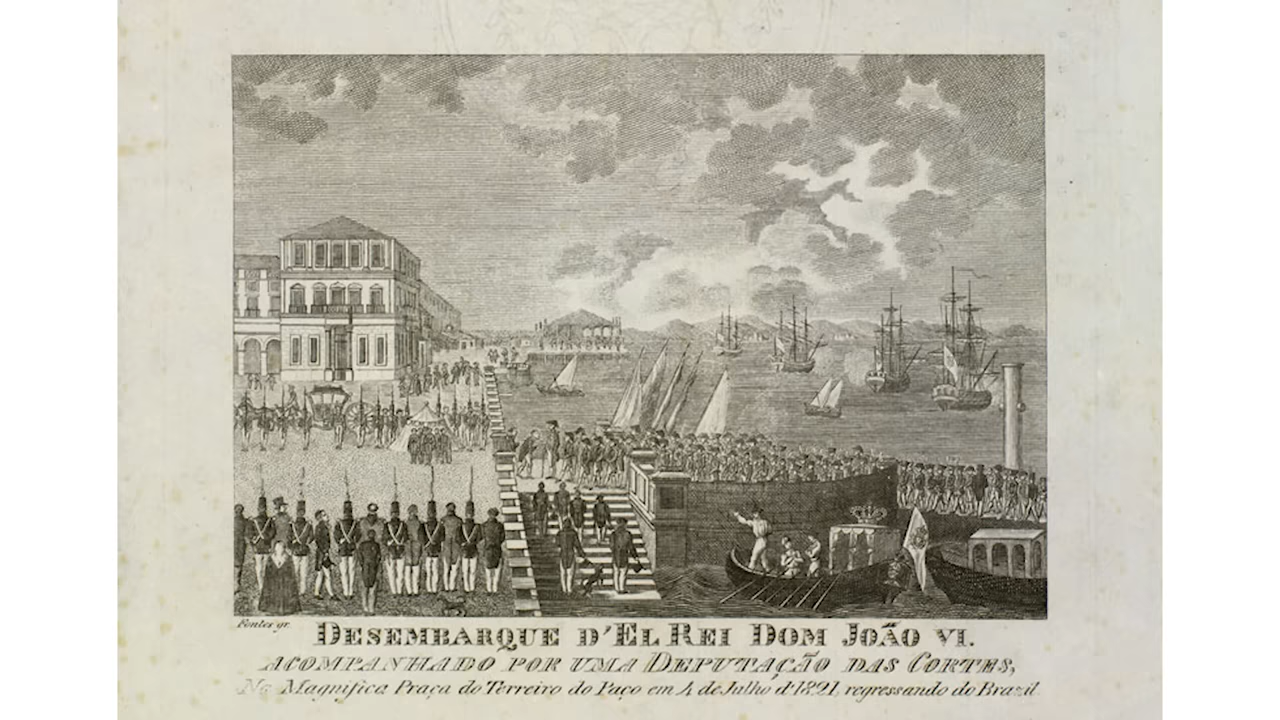 Fontes gr.
DESEMBARQUE D'EL REI DOM JOÃO VI.
ACOMPANHADO POR UMA DEPUTAÇÃO DAS CORTES,
Na Magnifica Praça do Terreiro do Paço em 4 de Julho d'1821, regressando do Brazil.